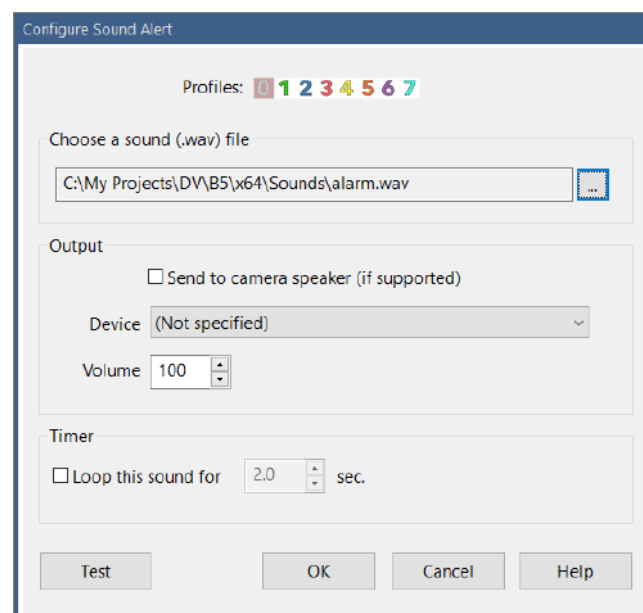 Configure Sound Alert
Profiles: 0 1 2 3 4 5 6 7
Choose a sound (.wav) file
C:\My Projects\DV\B5\x64\Sounds\alarm.wav ...
Output
Send to camera speaker (if supported)
Device (Not specified)
Volume 100
Timer
Loop this sound for 2.0 sec.
Test OK Cancel Help